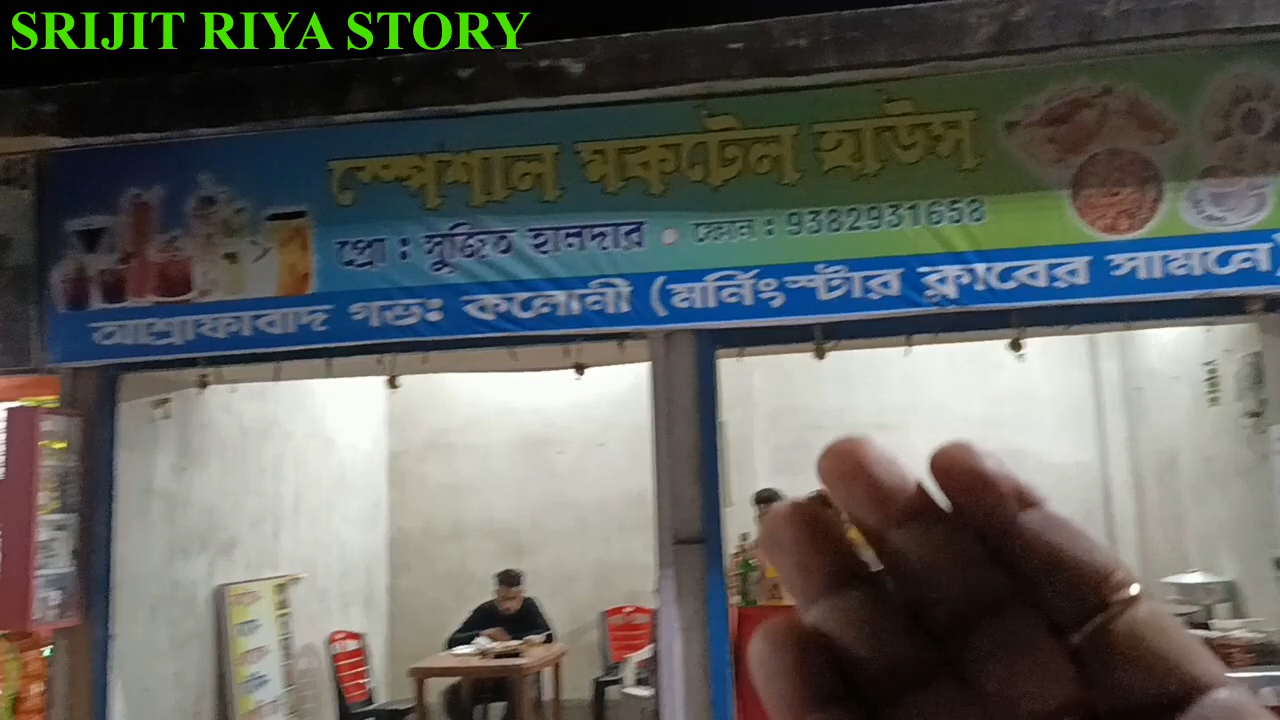 SRIJIT RIYA STORY
স্পেশাল মকটেল হাউস
প্রো : সুজিত হালদার • ফোন : 9382931658
আশ্রাফাবাদ গভঃ কলোনী (মর্নিংস্টার ক্লাবের সামনে)